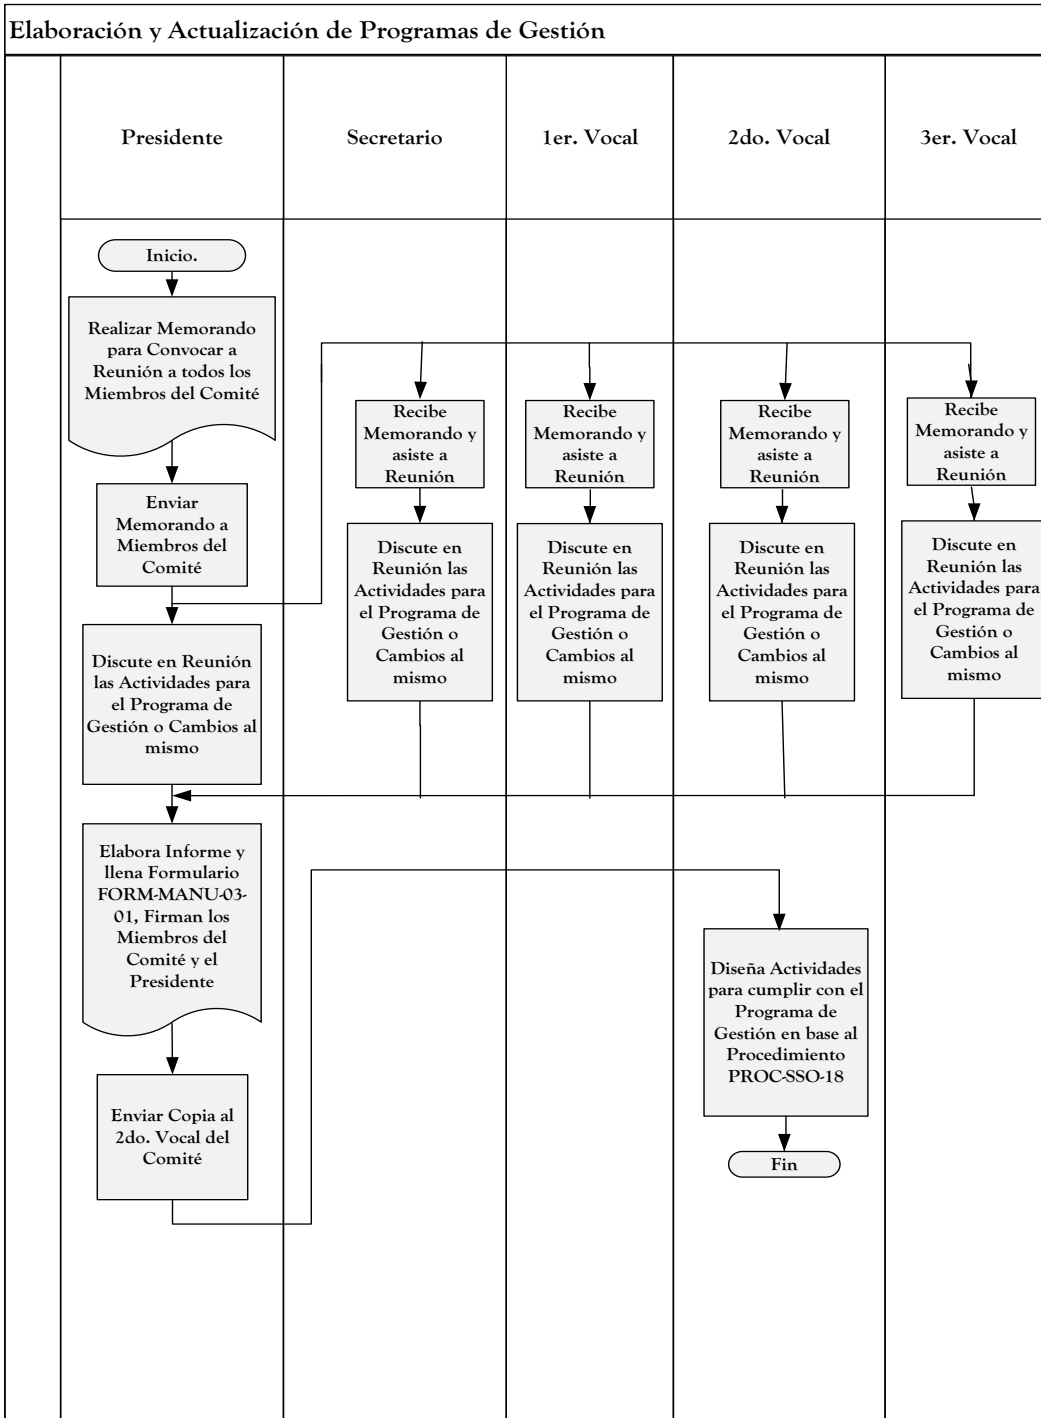 Elaboración y Actualización de Programas de Gestión
Presidente
Secretario
1er. Vocal
2do. Vocal
3er. Vocal
Inicio.
Realizar Memorando
para Convocar a
Reunión a todos los
Miembros del Comité
Enviar
Memorando a
Miembros del
Comité
Discute en Reunión
las Actividades para
el Programa de
Gestión o Cambios al
mismo
Elabora Informe y
llena Formulario
FORM-MANU-03-
01, Firman los
Miembros del
Comité y el
Presidente
Enviar Copia al
2do. Vocal del
Comité
Recibe
Memorando y
asiste a
Reunión
Discute en
Reunión las
Actividades para
el Programa de
Gestión o
Cambios al
mismo
Recibe
Memorando y
asiste a
Reunión
Discute en
Reunión las
Actividades para
el Programa de
Gestión o
Cambios al
mismo
Recibe
Memorando y
asiste a
Reunión
Discute en
Reunión las
Actividades para
el Programa de
Gestión o
Cambios al
mismo
Diseña Actividades
para cumplir con el
Programa de
Gestión en base al
Procedimiento
PROC-SSO-18
Fin
Recibe
Memorando y
asiste a
Reunión
Discute en
Reunión las
Actividades para
el Programa de
Gestión o
Cambios al
mismo